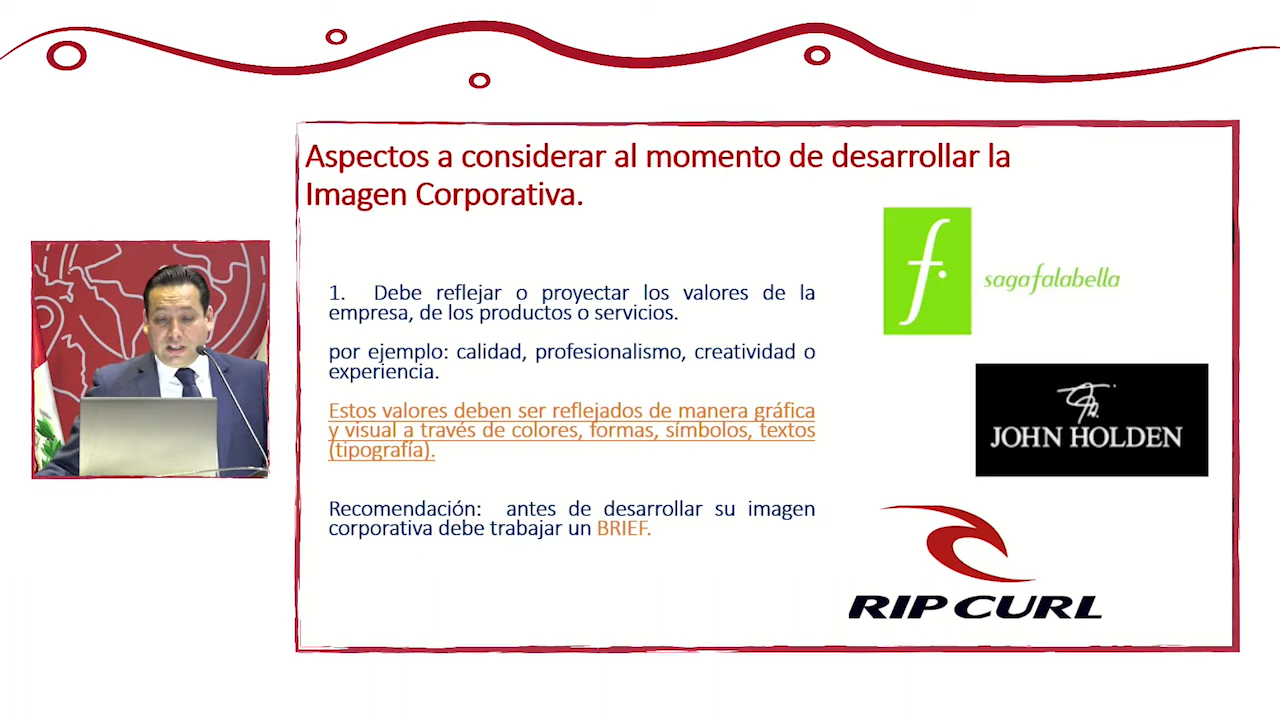 Aspectos a considerar al momento de desarrollar la
Imagen Corporativa.
1. Debe reflejar o proyectar los valores de la
empresa, de los productos o servicios.
por ejemplo: calidad, profesionalismo, creatividad o
experiencia.
Estos valores deben ser reflejados de manera gráfica
y visual a través de colores, formas, símbolos, textos
(tipografía).
Recomendación: antes de desarrollar su imagen
corporativa debe trabajar un BRIEF.
f.
sagafalabella
JOHN HOLDEN
RIP CURL